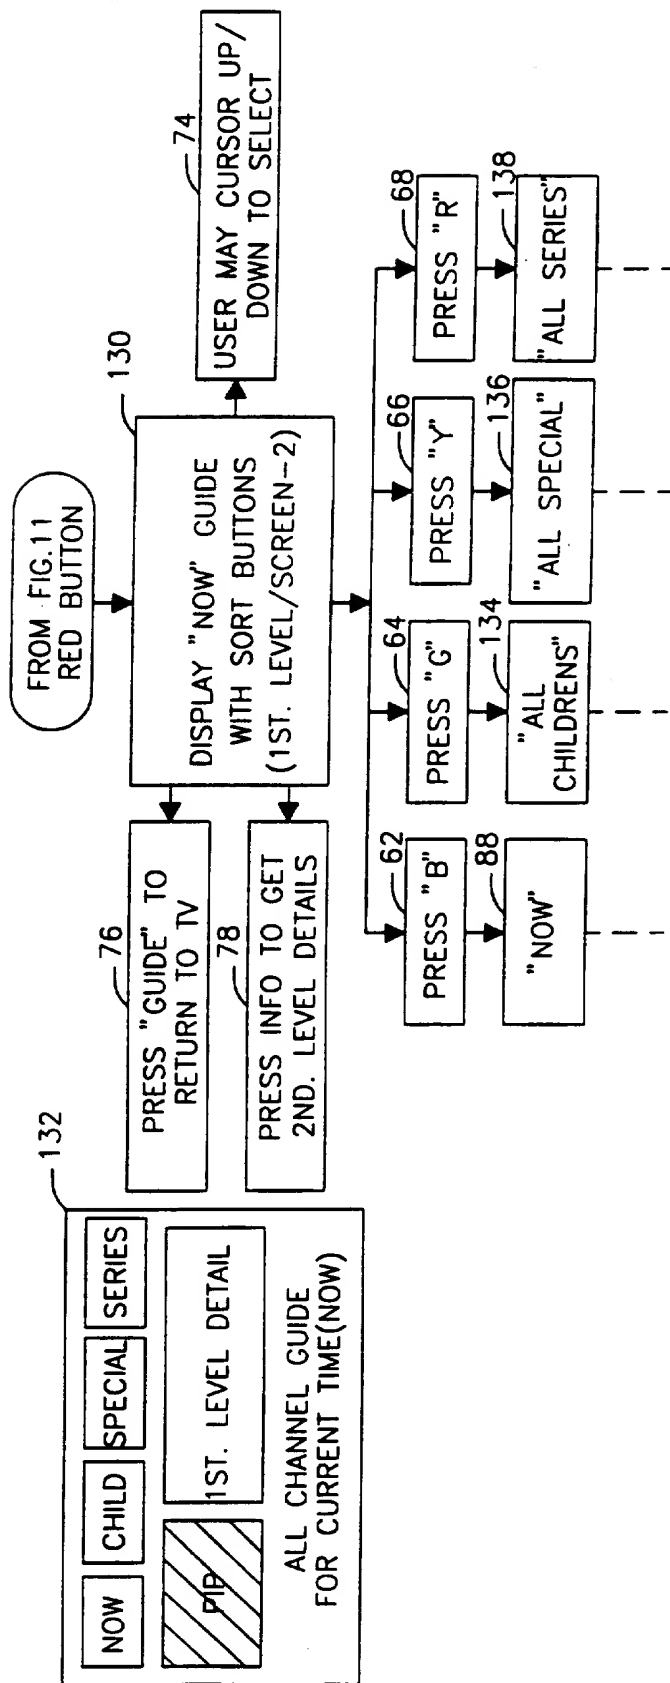 FROM FIG.11
RED BUTTON
130
DISPLAY "NOW" GUIDE
WITH SORT BUTTONS
(1ST. LEVEL/SCREEN-2)
74
USER MAY CURSOR UP/
DOWN TO SELECT
76
PRESS "GUIDE" TO
RETURN TO TV
78
PRESS INFO TO GET
2ND. LEVEL DETAILS
132
NOW
CHILD
SPECIAL
SERIES
PIP
1ST. LEVEL DETAIL
ALL CHANNEL GUIDE
FOR CURRENT TIME(NOW)
62
PRESS "B"
64
PRESS "G"
66
PRESS "Y"
68
PRESS "R"
88
"NOW"
134
"ALL
CHILDRENS"
136
"ALL SPECIAL"
138
"ALL SERIES"